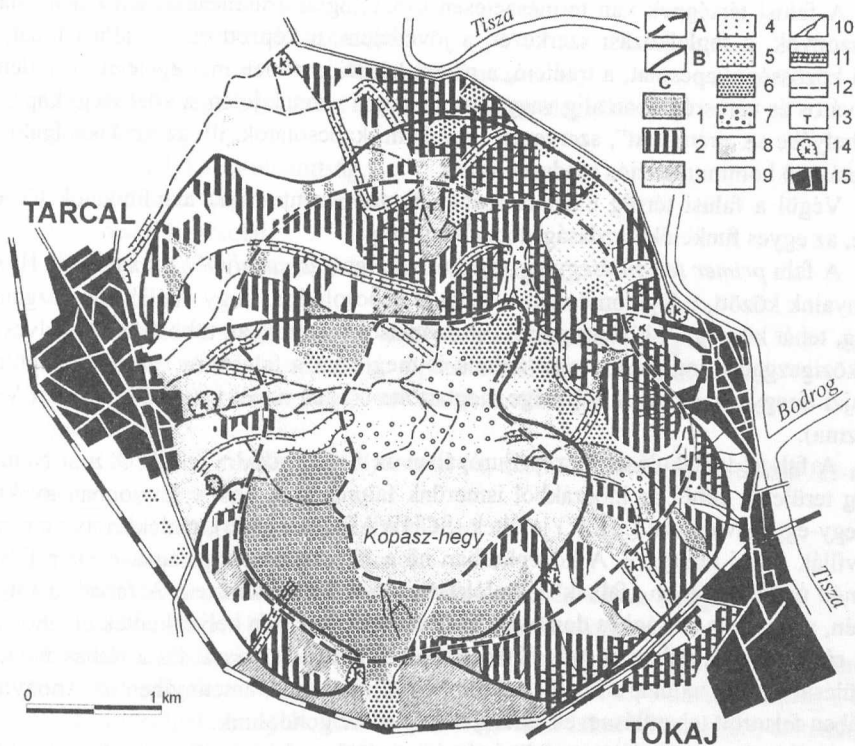 Tisza
A 4 10
B 5 11
C 6 12
1 7 13
2 8 14
3 9 15
TARCAL
Bodrog
Kopasz-hegy
Tisza
0 1 km
TOKAJ